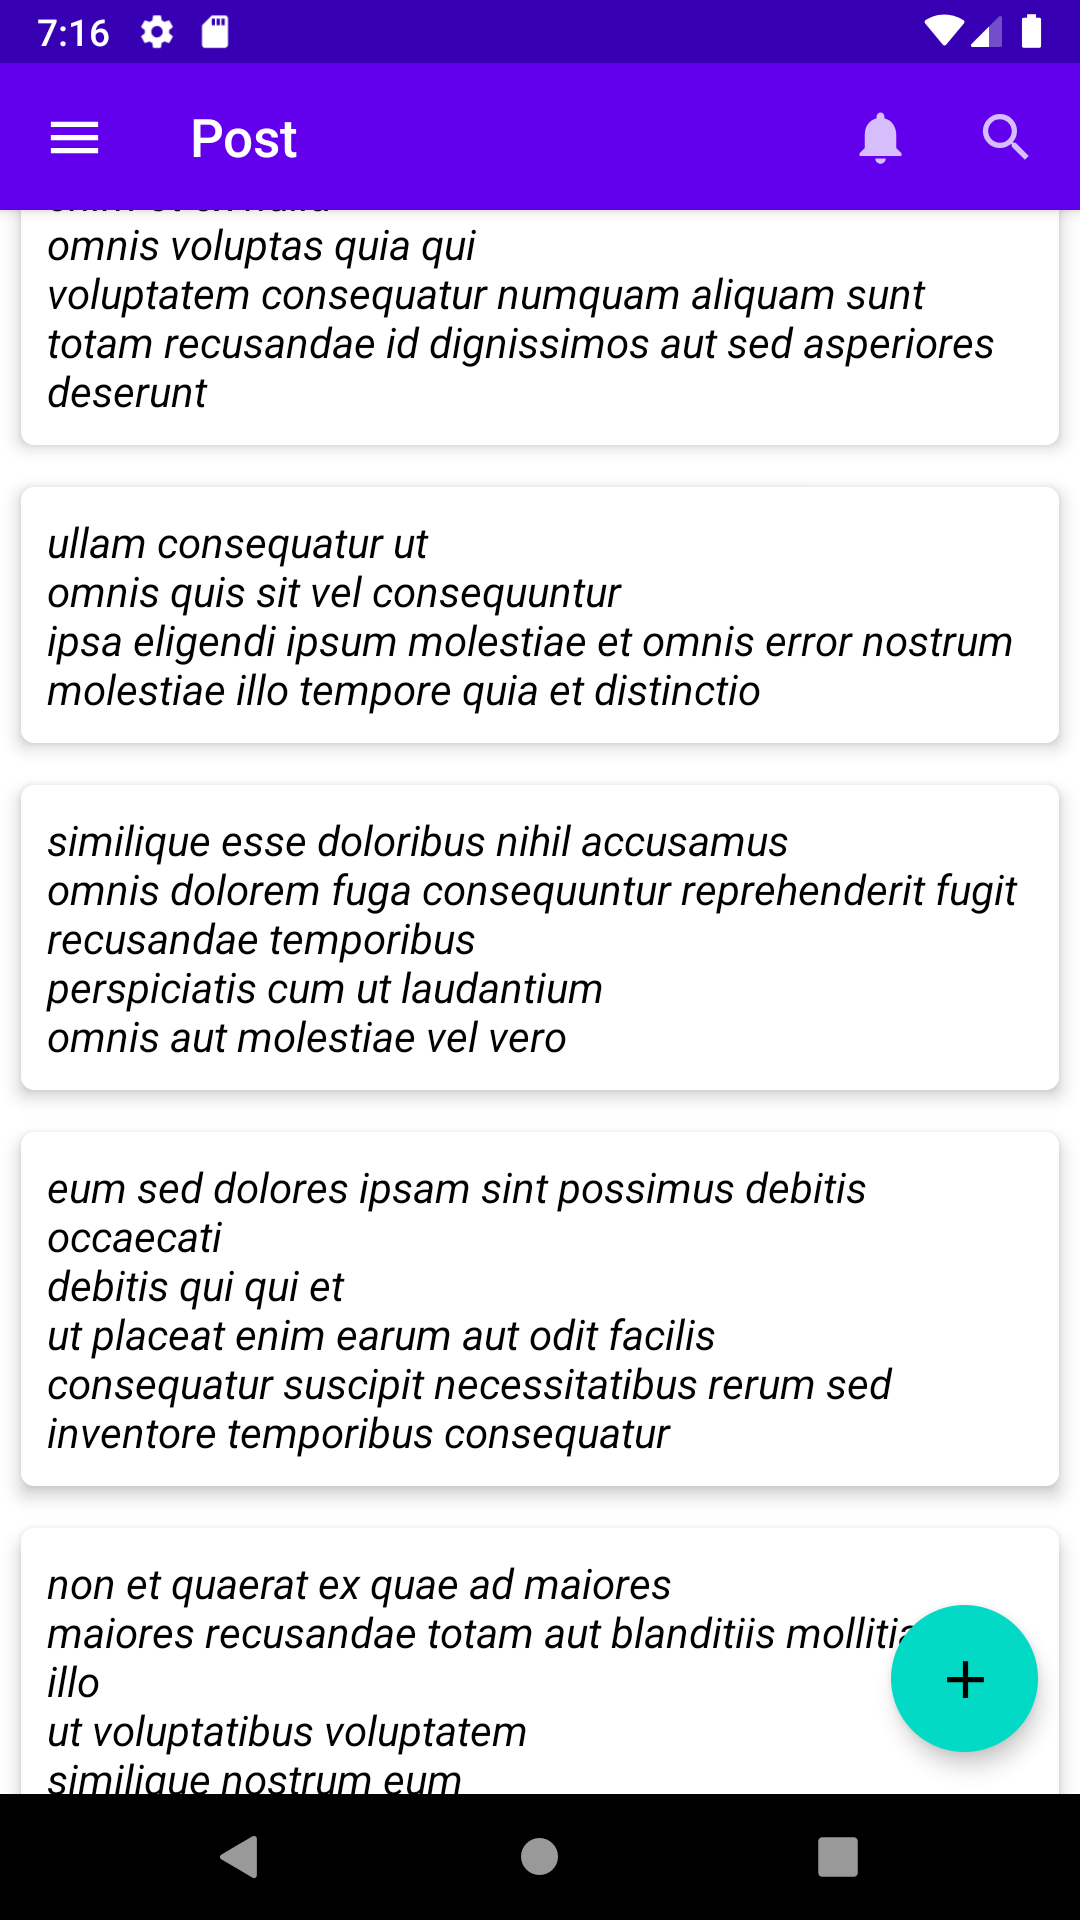 7:16
Post
omnis voluptas quia qui
voluptatem consequatur numquam aliquam sunt
totam recusandae id dignissimos aut sed asperiores
deserunt
ullam consequatur ut
omnis quis sit vel consequuntur
ipsa eligendi ipsum molestiae et omnis error nostrum
molestiae illo tempore quia et distinctio
similique esse doloribus nihil accusamus
omnis dolorem fuga consequuntur reprehenderit fugit
recusandae temporibus
perspiciatis cum ut laudantium
omnis aut molestiae vel vero
eum sed dolores ipsam sint possimus debitis
occaecati
debitis qui qui et
ut placeat enim earum aut odit facilis
consequatur suscipit necessitatibus rerum sed
inventore temporibus consequatur
non et quaerat ex quae ad maiores
maiores recusandae totam aut blanditiis mollitia
illo
ut voluptatibus voluptatem
similique nostrum eum